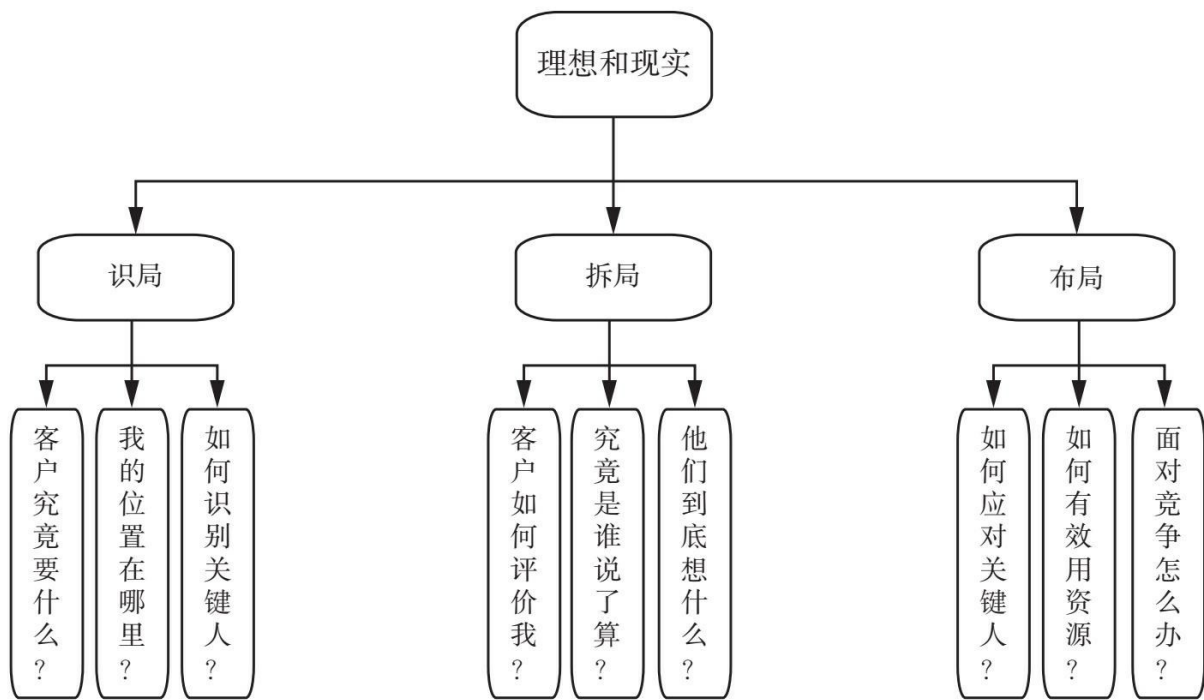 理想和现实
识局
拆局
布局
客户究竟要什么？
我的位置在哪里？
如何识别关键人？
客户如何评价我？
究竟是谁说了算？
他们到底想什么？
如何应对关键人？
如何有效用资源？
面对竞争怎么办？